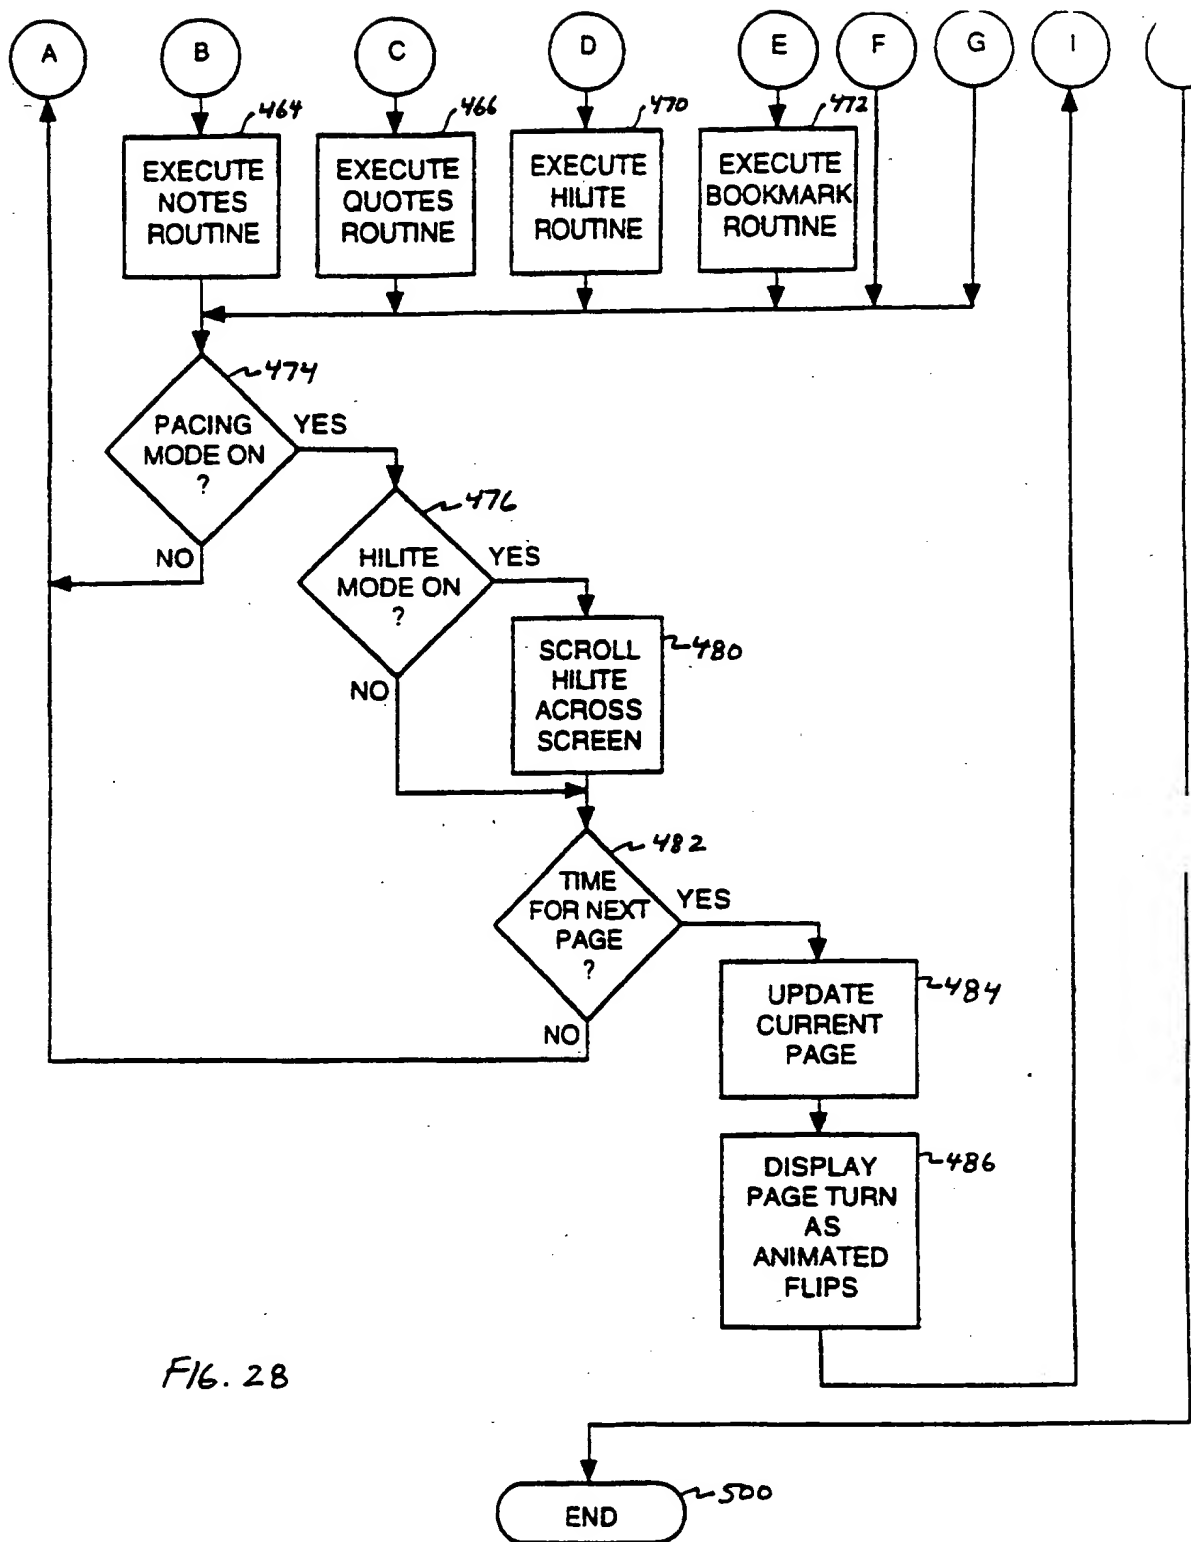 A B C D E F G I
464 466 470 472
EXECUTE
NOTES
ROUTINE
EXECUTE
QUOTES
ROUTINE
EXECUTE
HILITE
ROUTINE
EXECUTE
BOOKMARK
ROUTINE
474
PACING
MODE ON
?
YES
NO
476
HILITE
MODE ON
?
YES
NO
480
SCROLL
HILITE
ACROSS
SCREEN
482
TIME
FOR NEXT
PAGE
?
YES
NO
484
UPDATE
CURRENT
PAGE
486
DISPLAY
PAGE TURN
AS
ANIMATED
FLIPS
FIG. 28
500
END